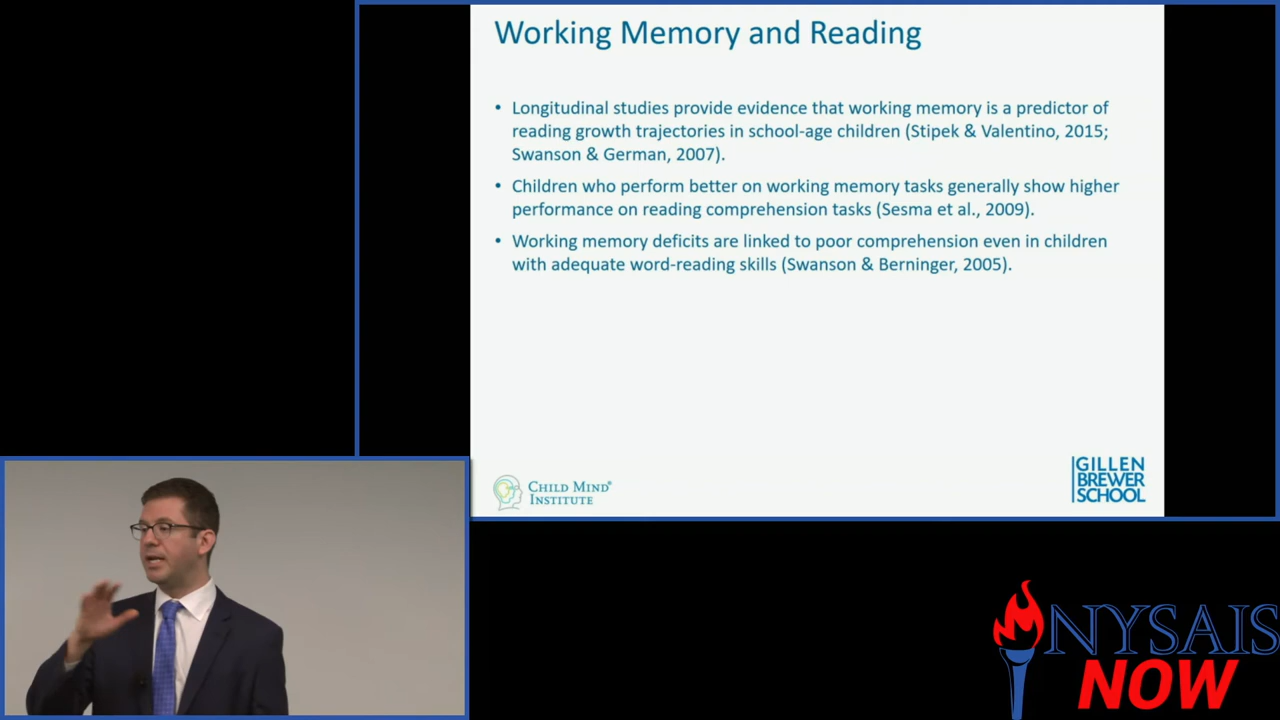 Working Memory and Reading
• Longitudinal studies provide evidence that working memory is a predictor of
reading growth trajectories in school-age children (Stipek & Valentino, 2015;
Swanson & German, 2007).
• Children who perform better on working memory tasks generally show higher
performance on reading comprehension tasks (Sesma et al., 2009).
• Working memory deficits are linked to poor comprehension even in children
with adequate word-reading skills (Swanson & Berninger, 2005).
CHILD MIND®
INSTITUTE
GILLEN
BREWER
SCHOOL
NYSAIS
NOW